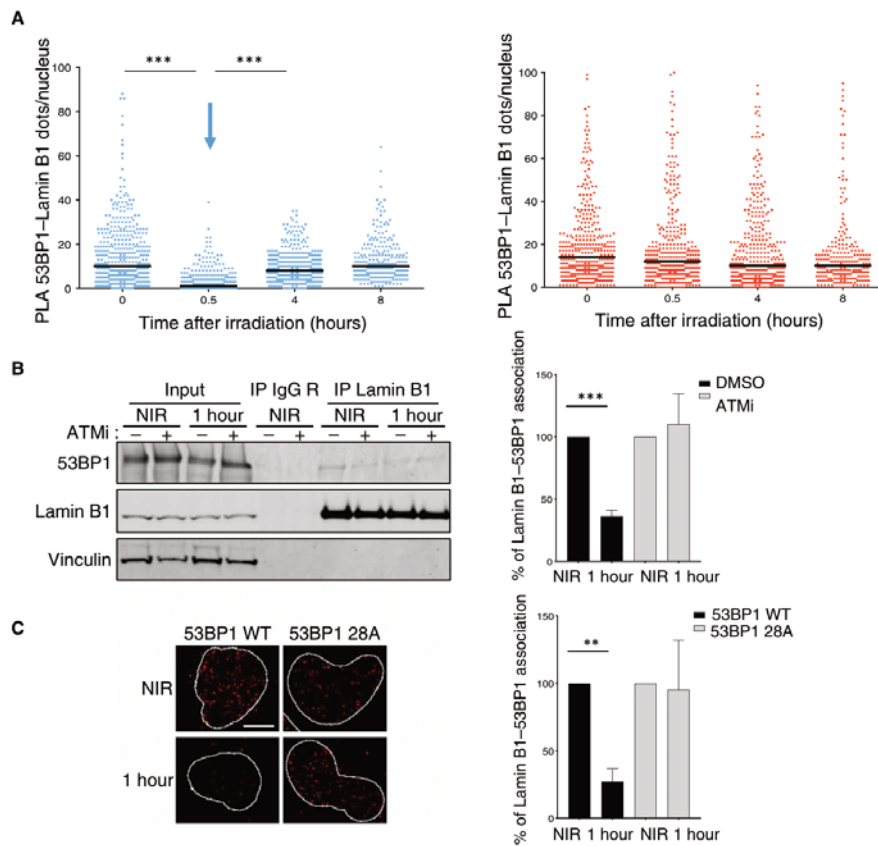 A
PLA 53BP1–Lamin B1 dots/nucleus
100
80
60
40
20
0
*** ***
0 0.5 4 8
Time after irradiation (hours)
PLA 53BP1–Lamin B1 dots/nucleus
100
80
60
40
20
0
0 0.5 4 8
Time after irradiation (hours)
B
Input IP IgG R IP Lamin B1
NIR 1 hour NIR NIR 1 hour
ATMi : – + – + – + – + – +
53BP1
Lamin B1
Vinculin
% of Lamin B1–53BP1 association
150
100
50
0
***
DMSO
ATMi
NIR 1 hour NIR 1 hour
C
53BP1 WT 53BP1 28A
NIR
1 hour
% of Lamin B1–53BP1 association
150
100
50
0
**
53BP1 WT
53BP1 28A
NIR 1 hour NIR 1 hour